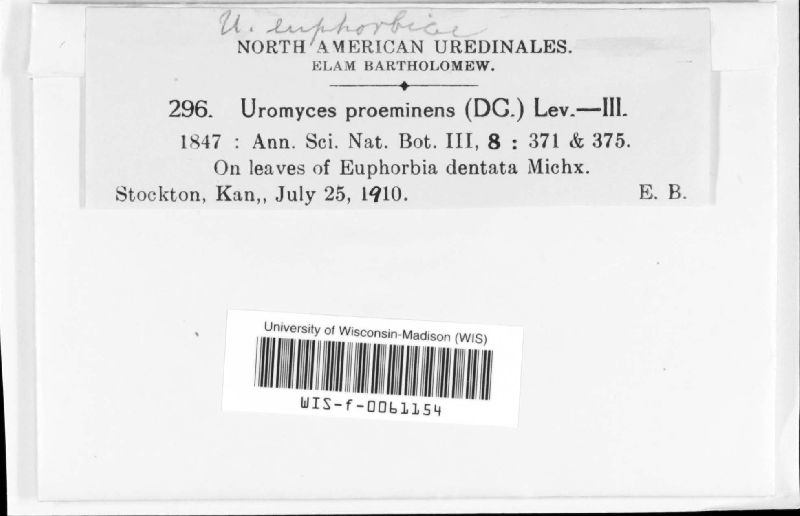 U. euphorbiae
NORTH AMERICAN UREDINALES.
ELAM BARTHOLOMEW.
296. Uromyces proeminens (DC.) Lev.—III.
1847 : Ann. Sci. Nat. Bot. III, 8 : 371 & 375.
On leaves of Euphorbia dentata Michx.
Stockton, Kan,, July 25, 1910. E. B.
University of Wisconsin-Madison (WIS)
WIS-f-0061154